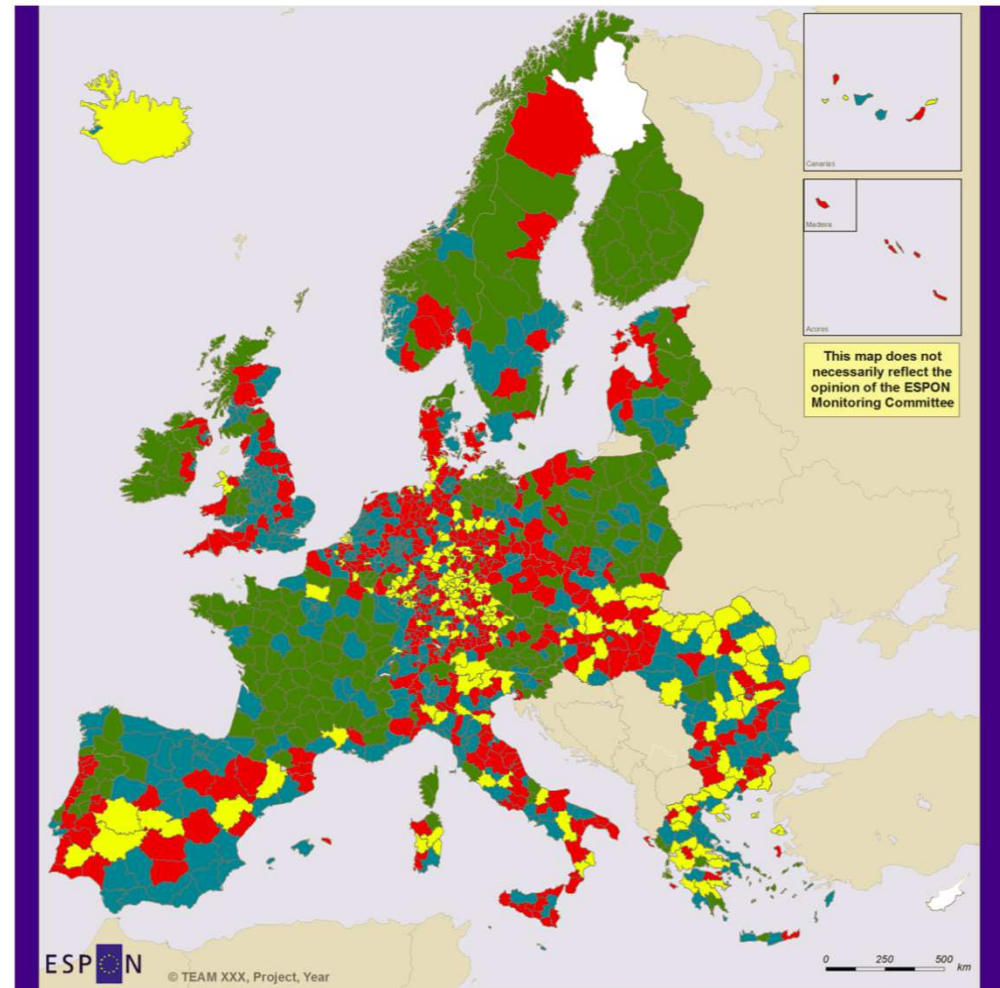 Canarias
Madeira
Acores
This map does not
necessarily reflect the
opinion of the ESPON
Monitoring Committee
ESPON
© TEAM XXX, Project, Year
0 250 500 km